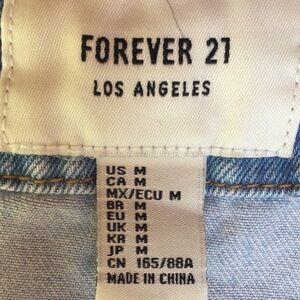 FOREVER 21
LOS ANGELES
US M
CA M
MX/ECU M
BR M
EU M
UK M
KR M
JP M
CN 165/88A
MADE IN CHINA